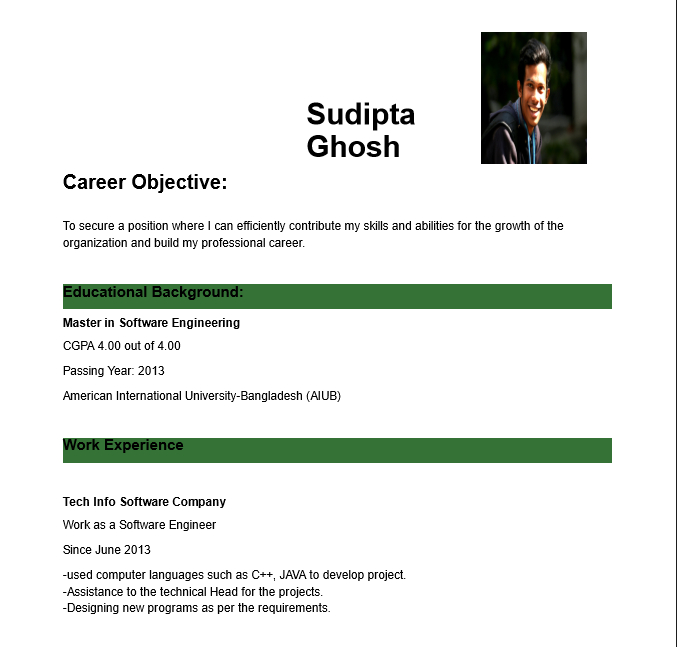 Sudipta
Ghosh
Career Objective:
To secure a position where I can efficiently contribute my skills and abilities for the growth of the
organization and build my professional career.
Educational Background:
Master in Software Engineering
CGPA 4.00 out of 4.00
Passing Year: 2013
American International University-Bangladesh (AIUB)
Work Experience
Tech Info Software Company
Work as a Software Engineer
Since June 2013
-used computer languages such as C++, JAVA to develop project.
-Assistance to the technical Head for the projects.
-Designing new programs as per the requirements.